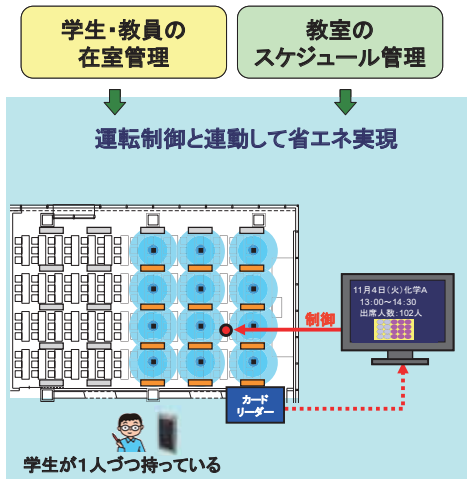 学生・教員の
在室管理
教室の
スケジュール管理
運転制御と連動して省エネ実現
11月4日(火)化学A
13:00～14:30
出席人数:102人
制御
カード
リーダー
学生が1人づつ持っている